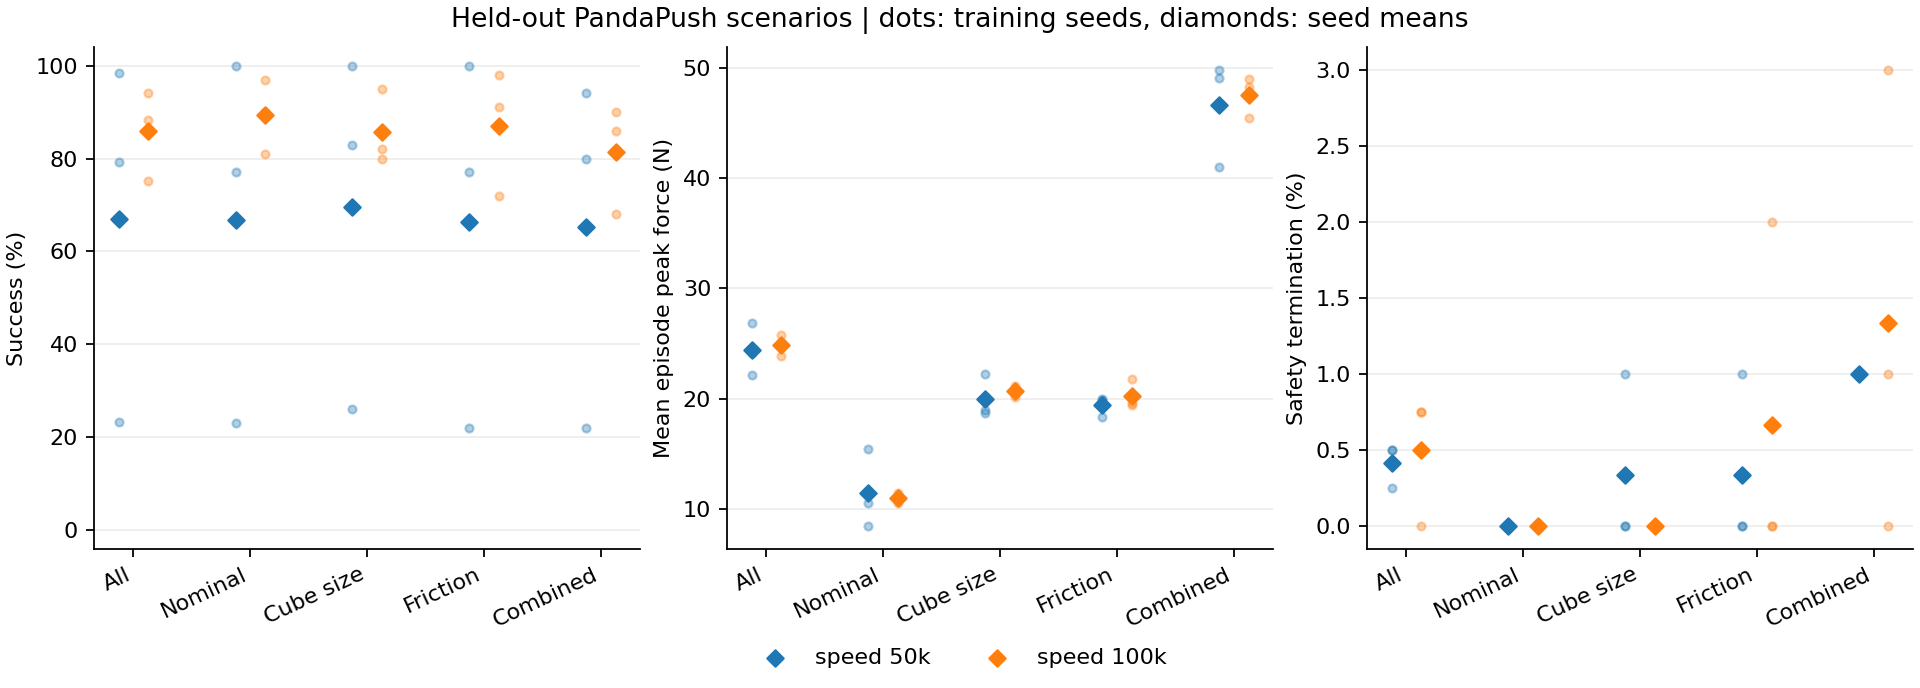 Held-out PandaPush scenarios | dots: training seeds, diamonds: seed means
Success (%)
100
80
60
40
20
0
All
Nominal
Cube size
Friction
Combined
Mean episode peak force (N)
50
40
30
20
10
All
Nominal
Cube size
Friction
Combined
Safety termination (%)
3.0
2.5
2.0
1.5
1.0
0.5
0.0
All
Nominal
Cube size
Friction
Combined
speed 50k
speed 100k